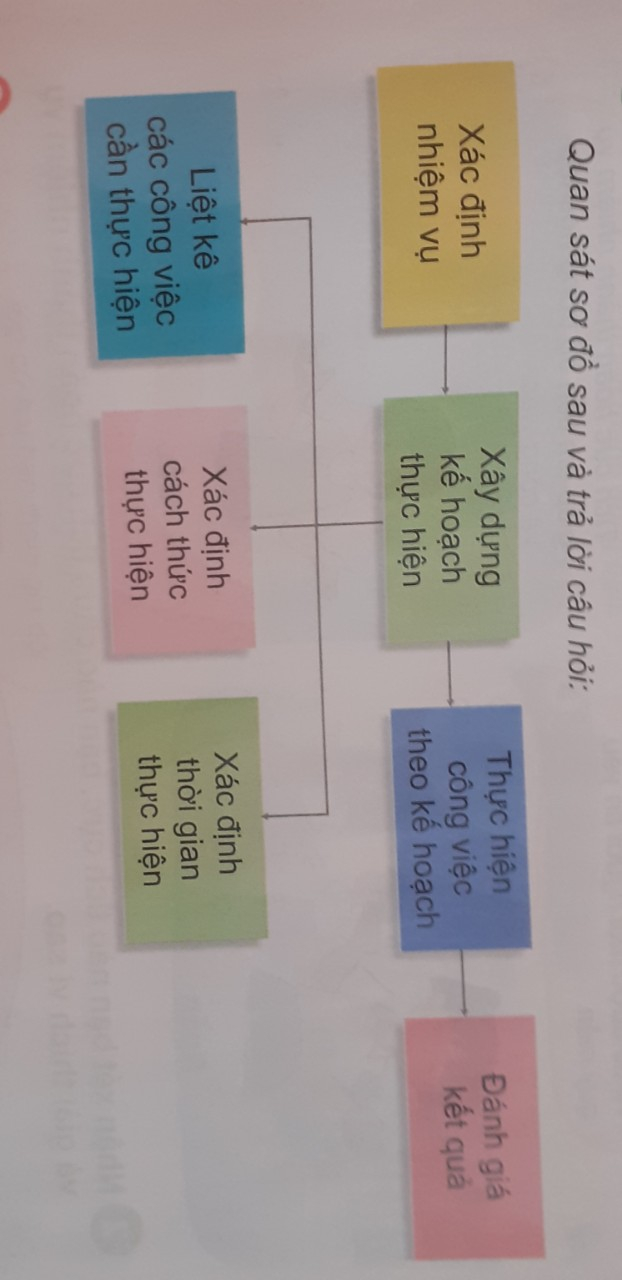 Quan sát sơ đồ sau và trả lời câu hỏi:
Xác định
nhiệm vụ
Xây dựng
kế hoạch
thực hiện
Thực hiện
công việc
theo kế hoạch
Đánh giá
kết quả
Liệt kê
các công việc
cần thực hiện
Xác định
cách thức
thực hiện
Xác định
thời gian
thực hiện